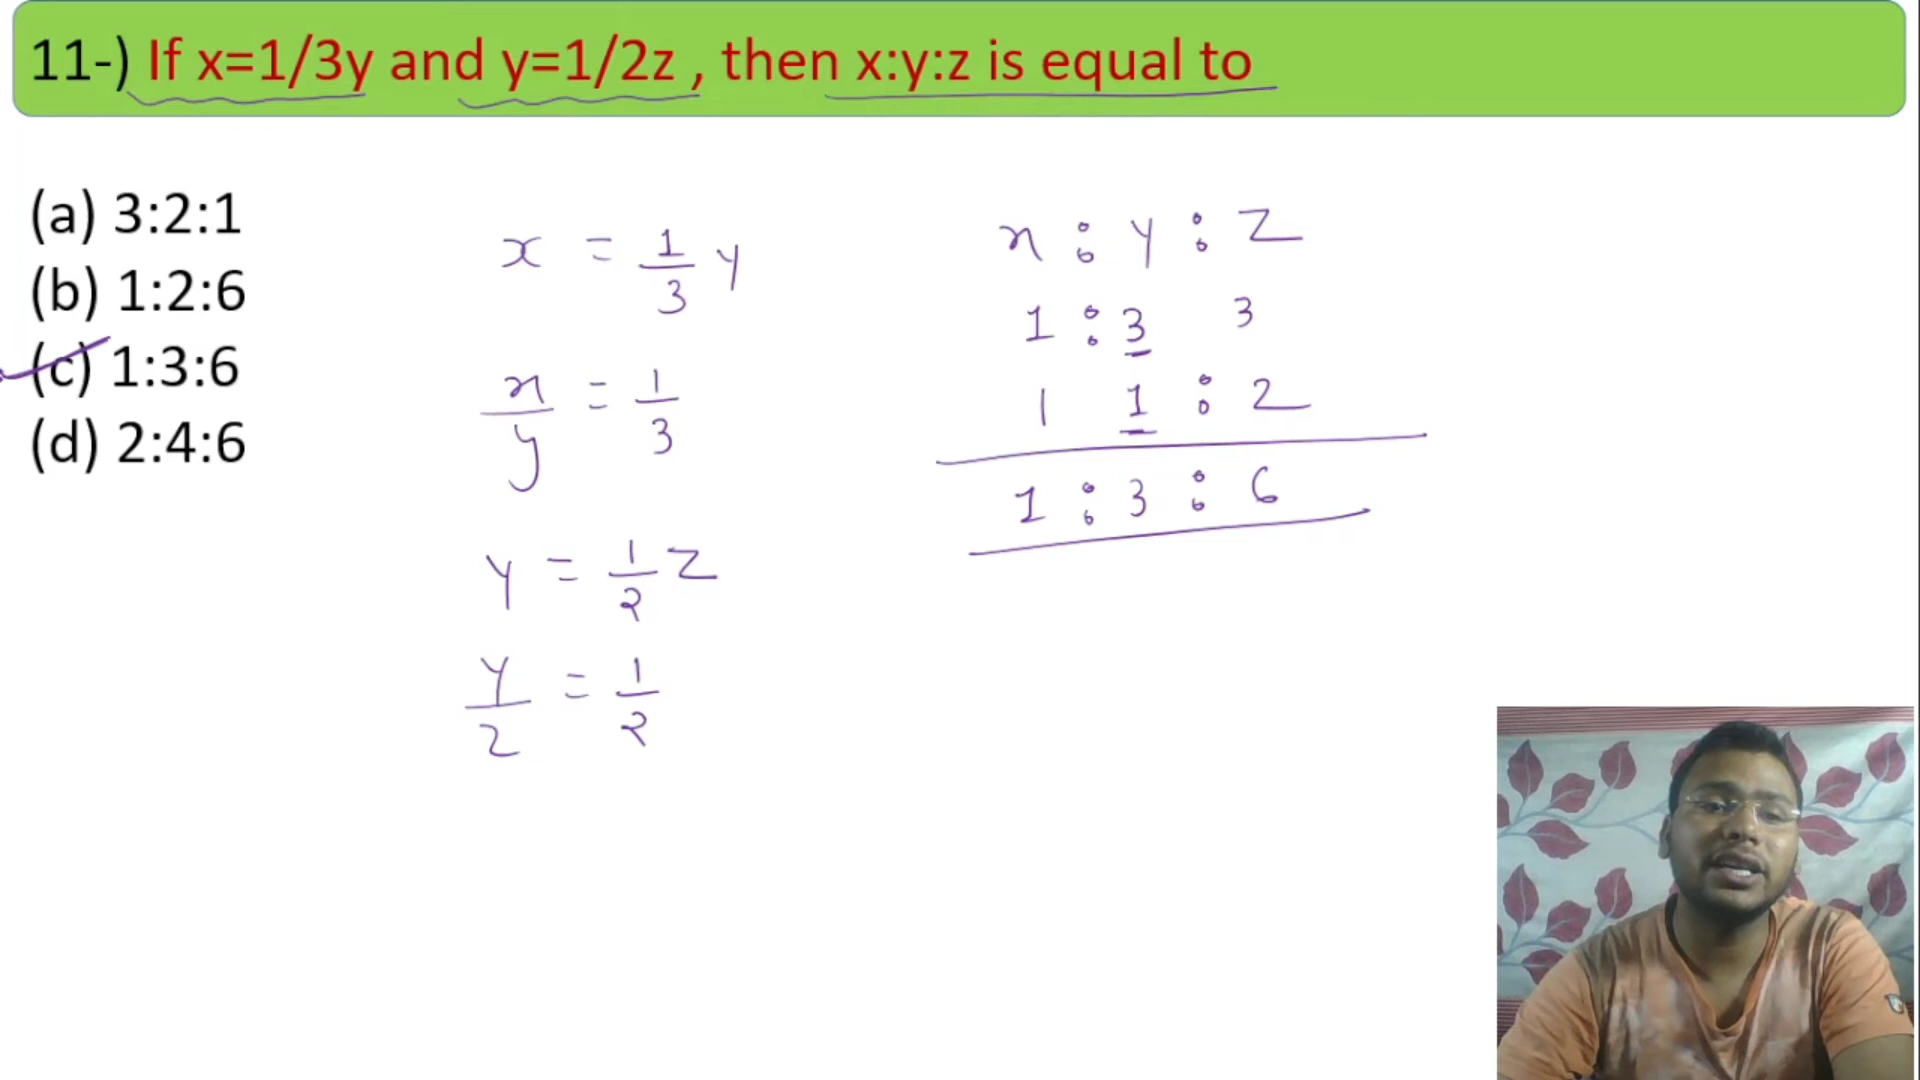 11-) If x=1/3y and y=1/2z , then x:y:z is equal to
(a) 3:2:1
(b) 1:2:6
(c) 1:3:6
(d) 2:4:6
x = 1/3 y
x/y = 1/3
y = 1/2 z
y/z = 1/2
x : y : z
1 : 3 3
1 1 : 2
1 : 3 : 6